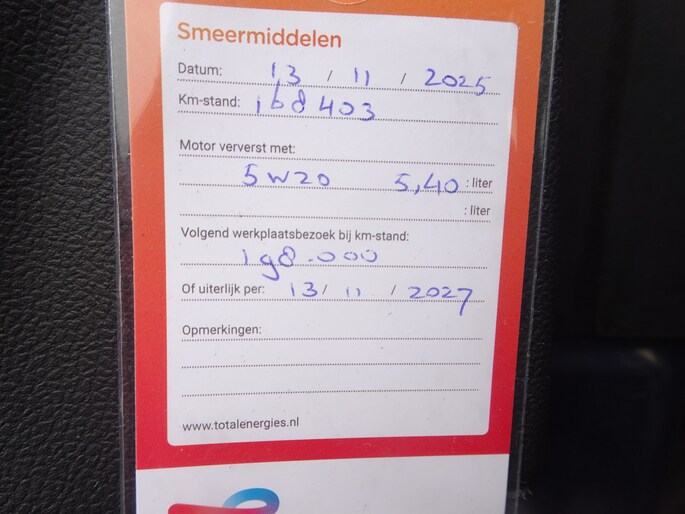 Smeermiddelen
Datum: 13 / 11 / 2025
Km-stand: 168403
Motor ververst met:
5W20 5,40 : liter
: liter
Volgend werkplaatsbezoek bij km-stand:
198.000
Of uiterlijk per: 13 / 11 / 2027
Opmerkingen:
www.totalenergies.nl